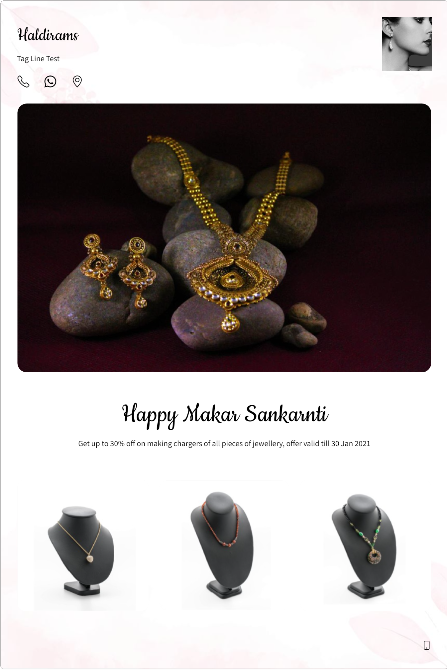 Haldirams
Tag Line Test
Happy Makar Sankarnti
Get up to 30% off on making chargers of all pieces of jewellery, offer valid till 30 Jan 2021